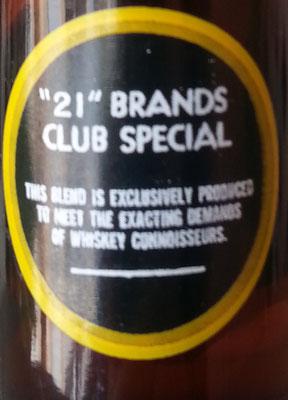 "21" BRANDS
CLUB SPECIAL
THIS BLEND IS EXCLUSIVELY PRODUCED
TO MEET THE EXACTING DEMANDS
OF WHISKEY CONNOISSEURS.